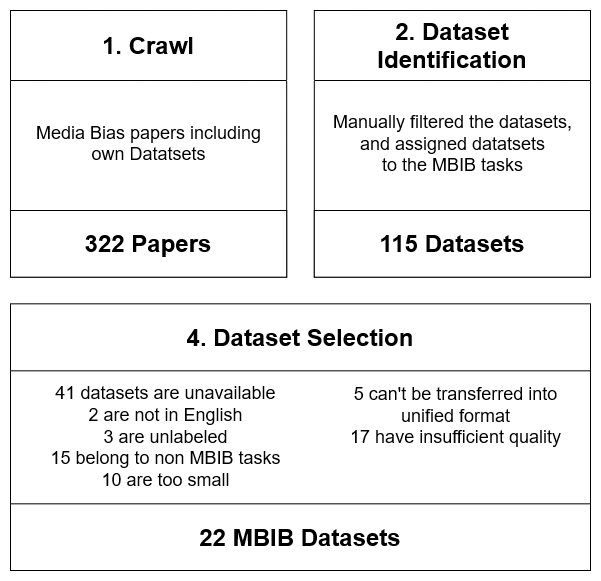 1. Crawl
Media Bias papers including
own Datatsets
322 Papers
2. Dataset
Identification
Manually filtered the datasets,
and assigned datatsets
to the MBIB tasks
115 Datasets
4. Dataset Selection
41 datasets are unavailable
2 are not in English
3 are unlabeled
15 belong to non MBIB tasks
10 are too small
5 can't be transferred into
unified format
17 have insufficient quality
22 MBIB Datasets